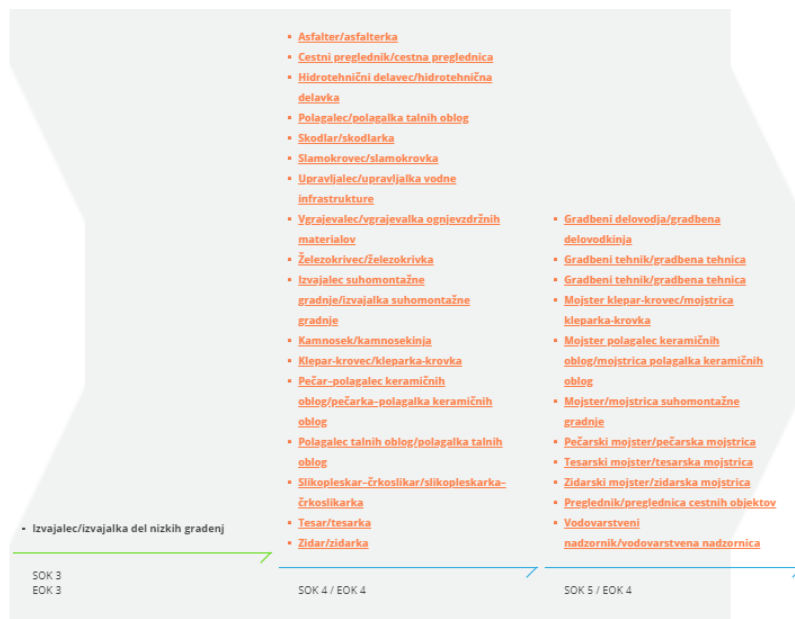 Izvajalec/izvajalka del nizkih gradenj
SOK 3
EOK 3
Asfalter/asfalterka
Cestni preglednik/cestna preglednica
Hidrotehnični delavec/hidrotehnična
delavka
Polagalec/polagalka talnih oblog
Skodlar/skodlarka
Slamokrovec/slamokrovka
Upravljalec/upravljalka vodne
infrastrukture
Vgrajevalec/vgrajevalka ognjevzdržnih
materialov
Železokrivec/železokrivka
Izvajalec suhomontažne
gradnje/izvajalka suhomontažne
gradnje
Kamnosek/kamnosekinja
Klepar-krovec/kleparka-krovka
Pečar–polagalec keramičnih
oblog/pečarka–polagalka keramičnih
oblog
Polagalec talnih oblog/polagalka talnih
oblog
Slikopleskar–črkoslikar/slikopleskarka–
črkoslikarka
Tesar/tesarka
Zidar/zidarka
SOK 4 / EOK 4
Gradbeni delovodja/gradbena
delovodkinja
Gradbeni tehnik/gradbena tehnica
Gradbeni tehnik/gradbena tehnica
Mojster klepar-krovec/mojstrica
kleparka-krovka
Mojster polagalec keramičnih
oblog/mojstrica polagalka keramičnih
oblog
Mojster/mojstrica suhomontažne
gradnje
Pečarski mojster/pečarska mojstrica
Tesarski mojster/tesarska mojstrica
Zidarski mojster/zidarska mojstrica
Preglednik/preglednica cestnih objektov
Vodovarstveni
nadzornik/vodovarstvena nadzornica
SOK 5 / EOK 4